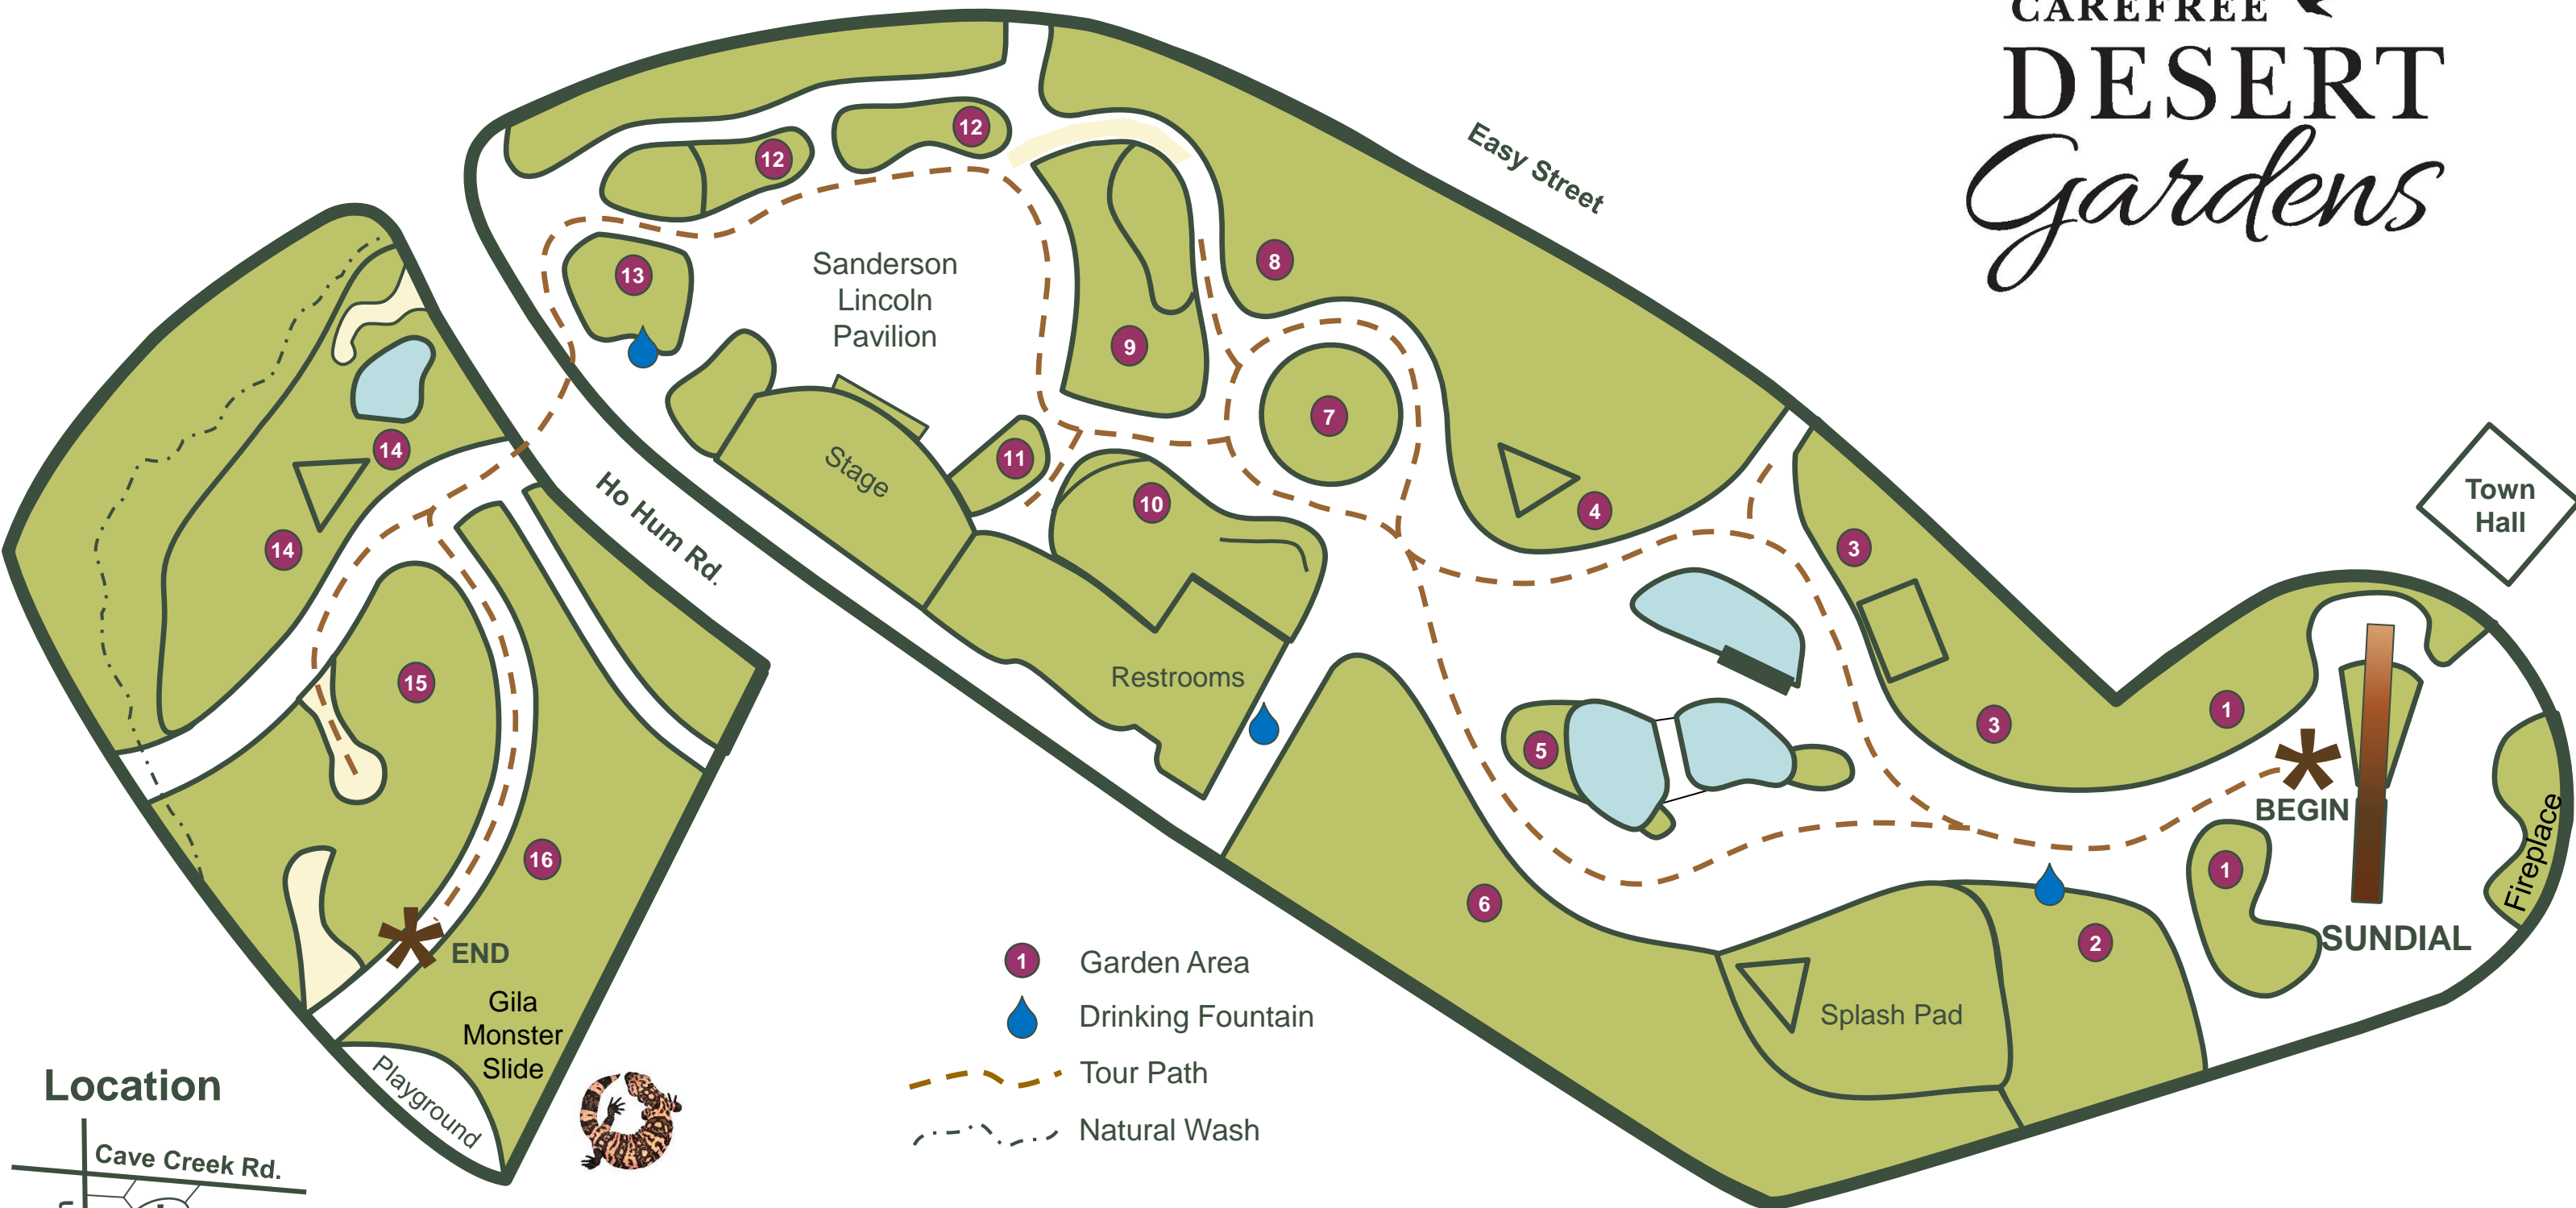 CAREFREE
DESERT
Gardens
Easy Street
12
12
13
Sanderson
Lincoln
Pavilion
8
9
7
14
14
11
Stage
10
4
Ho Hum Rd.
3
3
Town
Hall
15
Restrooms
5
1
BEGIN
1
Fireplace
SUNDIAL
16
6
2
END
Gila
Monster
Slide
Playground
Splash Pad
1 Garden Area
Drinking Fountain
Tour Path
Natural Wash
Location
Cave Creek Rd.